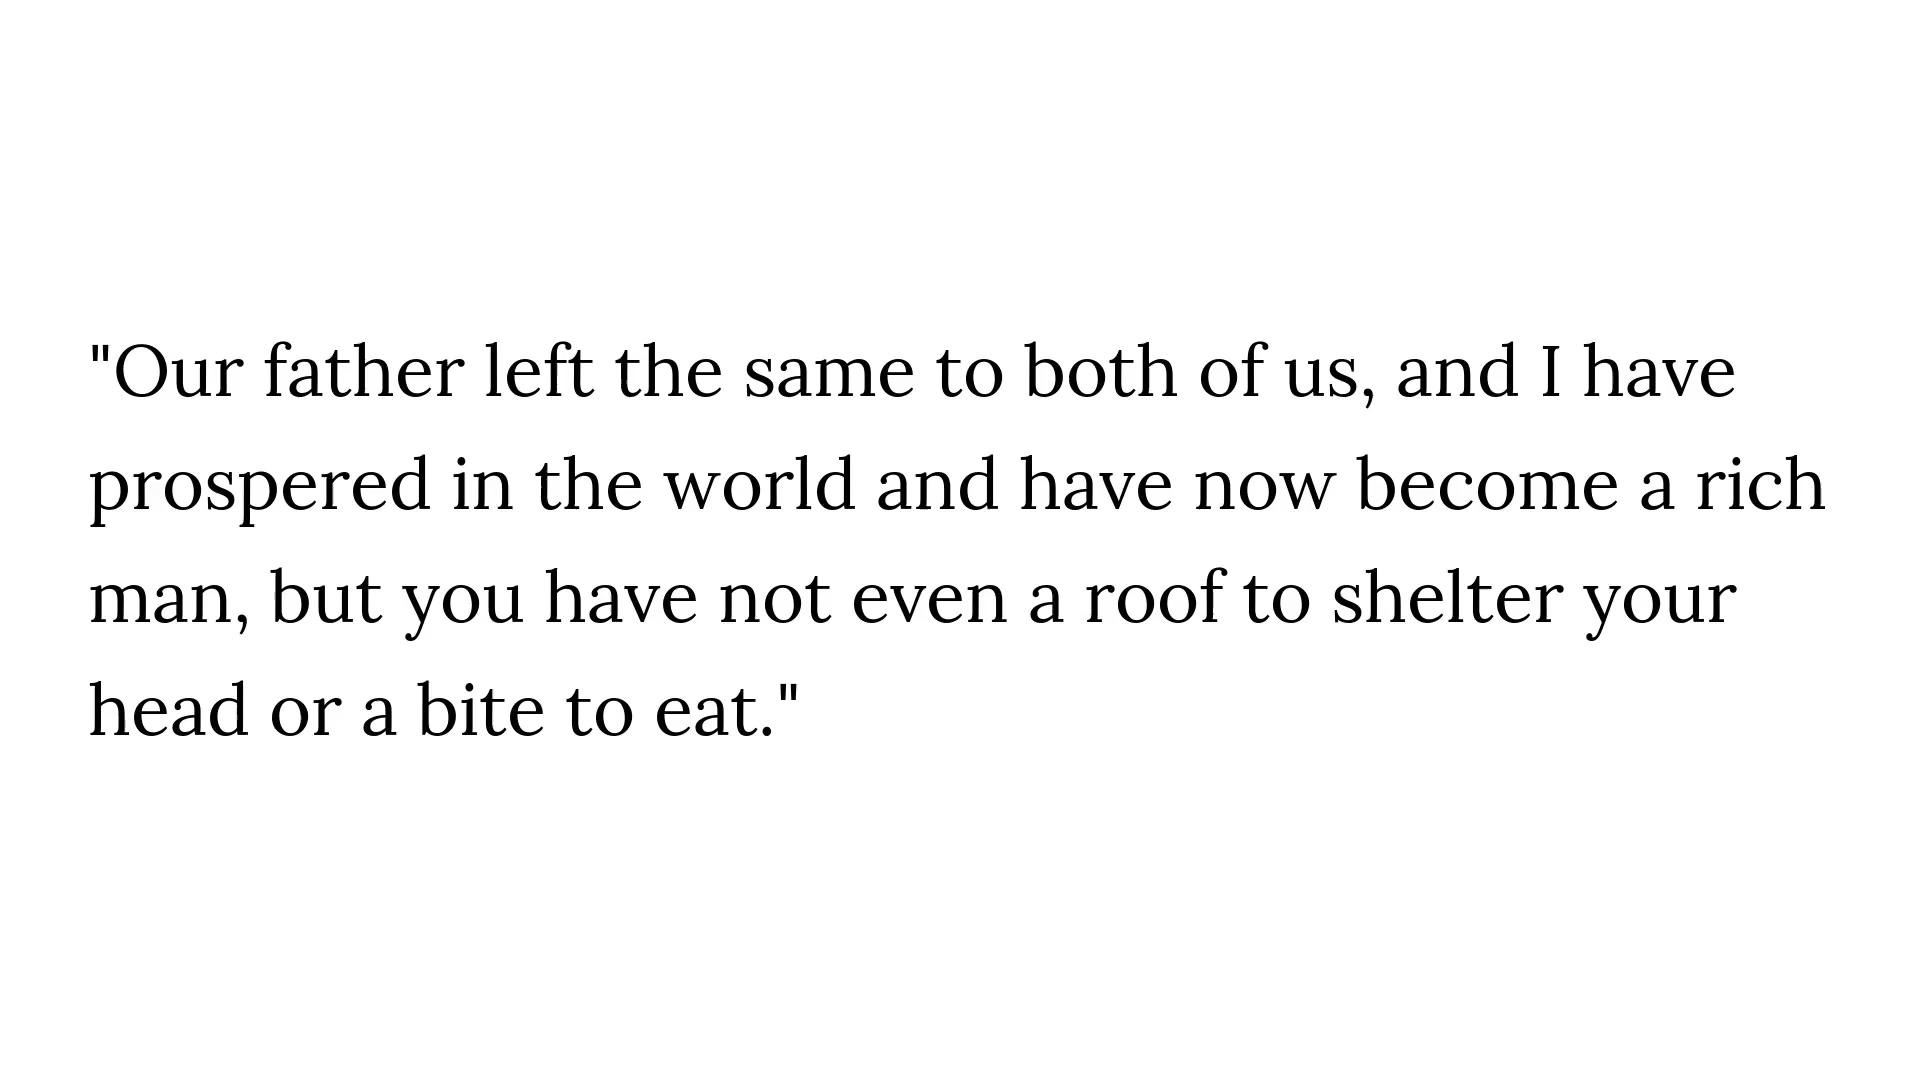 "Our father left the same to both of us, and I have
prospered in the world and have now become a rich
man, but you have not even a roof to shelter your
head or a bite to eat."